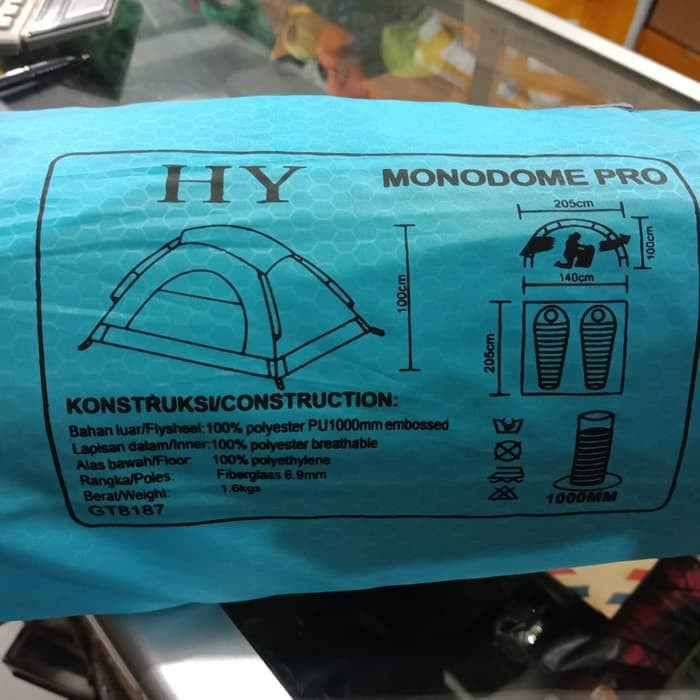 HY
MONODOME PRO
205cm
100cm
140cm
100cm
205cm
KONSTRUKSI/CONSTRUCTION:
Bahan luar/Flysheel:100% polyester PU1000mm embossed
Lapisan dalam/Inner:100% polyester breathable
Alas bawah/Floor: 100% polyethylene
Rangka/Poles: Fiberglass 6.9mm
Berat/Weight: 1.6kgs
GT8187
1000MM